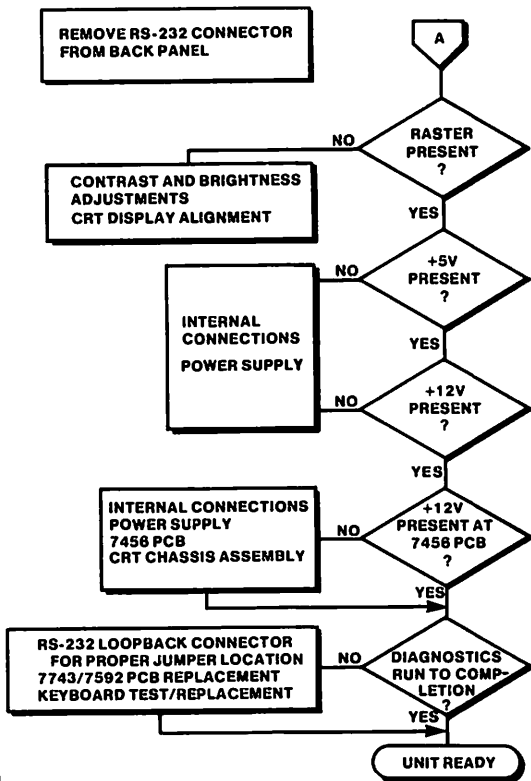 REMOVE RS-232 CONNECTOR
FROM BACK PANEL
A
RASTER
PRESENT
?
NO
YES
CONTRAST AND BRIGHTNESS
ADJUSTMENTS
CRT DISPLAY ALIGNMENT
+5V
PRESENT
?
NO
YES
INTERNAL
CONNECTIONS
POWER SUPPLY
+12V
PRESENT
?
NO
YES
+12V
PRESENT AT
7456 PCB
?
NO
YES
INTERNAL CONNECTIONS
POWER SUPPLY
7456 PCB
CRT CHASSIS ASSEMBLY
DIAGNOSTICS
RUN TO COMP-
LETION
?
NO
YES
RS-232 LOOPBACK CONNECTOR
FOR PROPER JUMPER LOCATION
7743/7592 PCB REPLACEMENT
KEYBOARD TEST/REPLACEMENT
UNIT READY